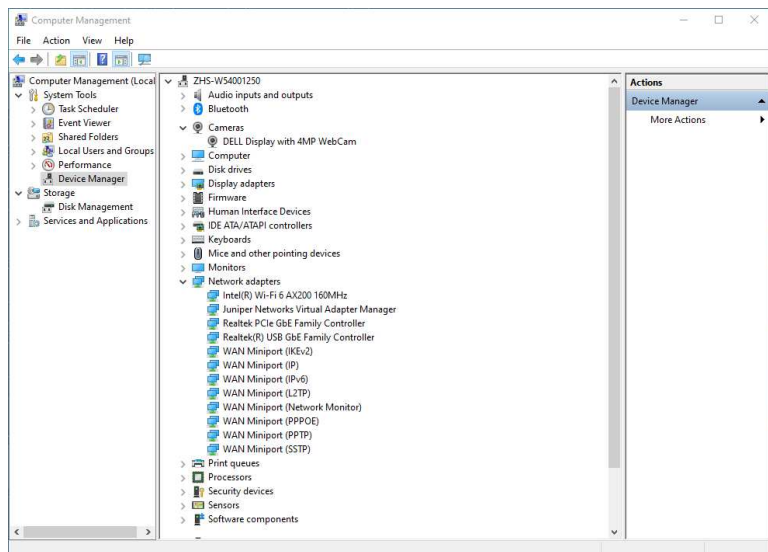 Computer Management
File Action View Help
Computer Management (Local
System Tools
Task Scheduler
Event Viewer
Shared Folders
Local Users and Groups
Performance
Device Manager
Storage
Disk Management
Services and Applications
ZHS-W54001250
Audio inputs and outputs
Bluetooth
Cameras
DELL Display with 4MP WebCam
Computer
Disk drives
Display adapters
Firmware
Human Interface Devices
IDE ATA/ATAPI controllers
Keyboards
Mice and other pointing devices
Monitors
Network adapters
Intel(R) Wi-Fi 6 AX200 160MHz
Juniper Networks Virtual Adapter Manager
Realtek PCIe GbE Family Controller
Realtek(R) USB GbE Family Controller
WAN Miniport (IKEv2)
WAN Miniport (IP)
WAN Miniport (IPv6)
WAN Miniport (L2TP)
WAN Miniport (Network Monitor)
WAN Miniport (PPPOE)
WAN Miniport (PPTP)
WAN Miniport (SSTP)
Print queues
Processors
Security devices
Sensors
Software components
Actions
Device Manager
More Actions